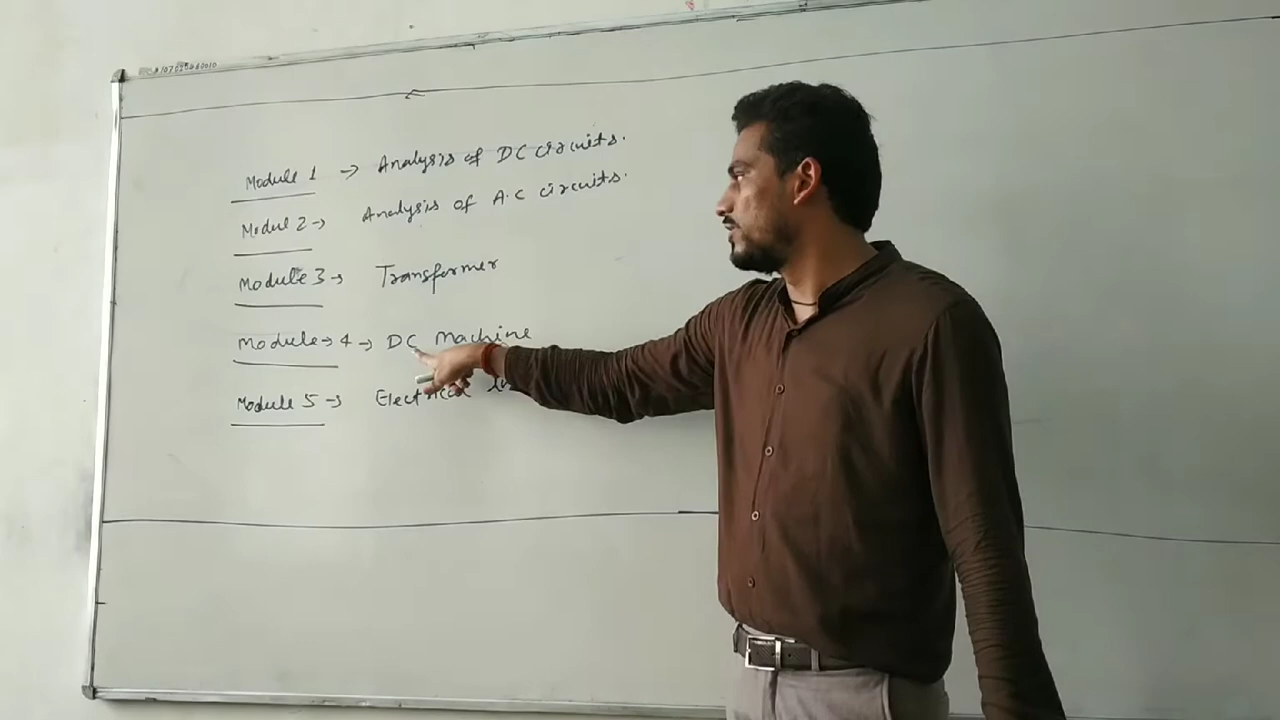 Module 1 → Analysis of DC circuits.
Modul 2 → Analysis of A.C circuits.
Module 3 → Transformer
Module → 4 → DC Machine
Module 5 → Electrical